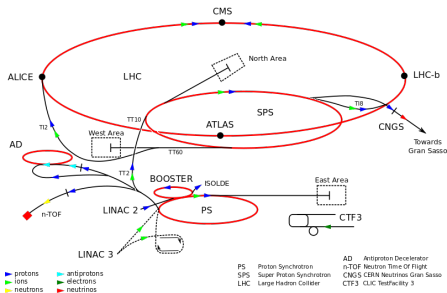 CMS
North Area
ALICE
LHC
LHC-b
SPS
TT10
TI8
ATLAS
CNGS
TI2
West Area
TT60
Towards
Gran Sasso
AD
TT2
BOOSTER
ISOLDE
East Area
LINAC 2
PS
n-TOF
CTF3
LINAC 3
protons
ions
neutrons
antiprotons
electrons
neutrinos
PS Proton Synchrotron
SPS Super Proton Synchrotron
LHC Large Hadron Collider
AD Antiproton Decelerator
n-TOF Neutron Time Of Flight
CNGS CERN Neutrinos Gran Sasso
CTF3 CLIC TestFacility 3